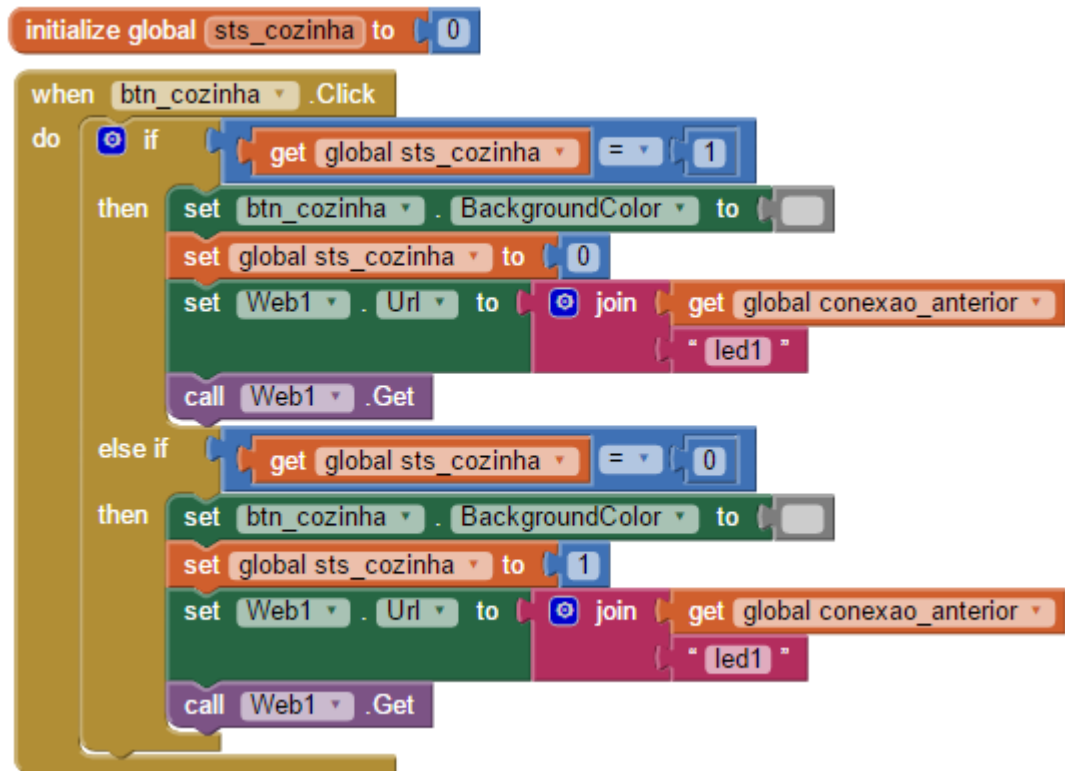 initialize global sts_cozinha to 0
when btn_cozinha .Click
do if get global sts_cozinha = 1
then set btn_cozinha . BackgroundColor to
set global sts_cozinha to 0
set Web1 . Url to join get global conexao_anterior
“ led1 ”
call Web1 .Get
else if get global sts_cozinha = 0
then set btn_cozinha . BackgroundColor to
set global sts_cozinha to 1
set Web1 . Url to join get global conexao_anterior
“ led1 ”
call Web1 .Get